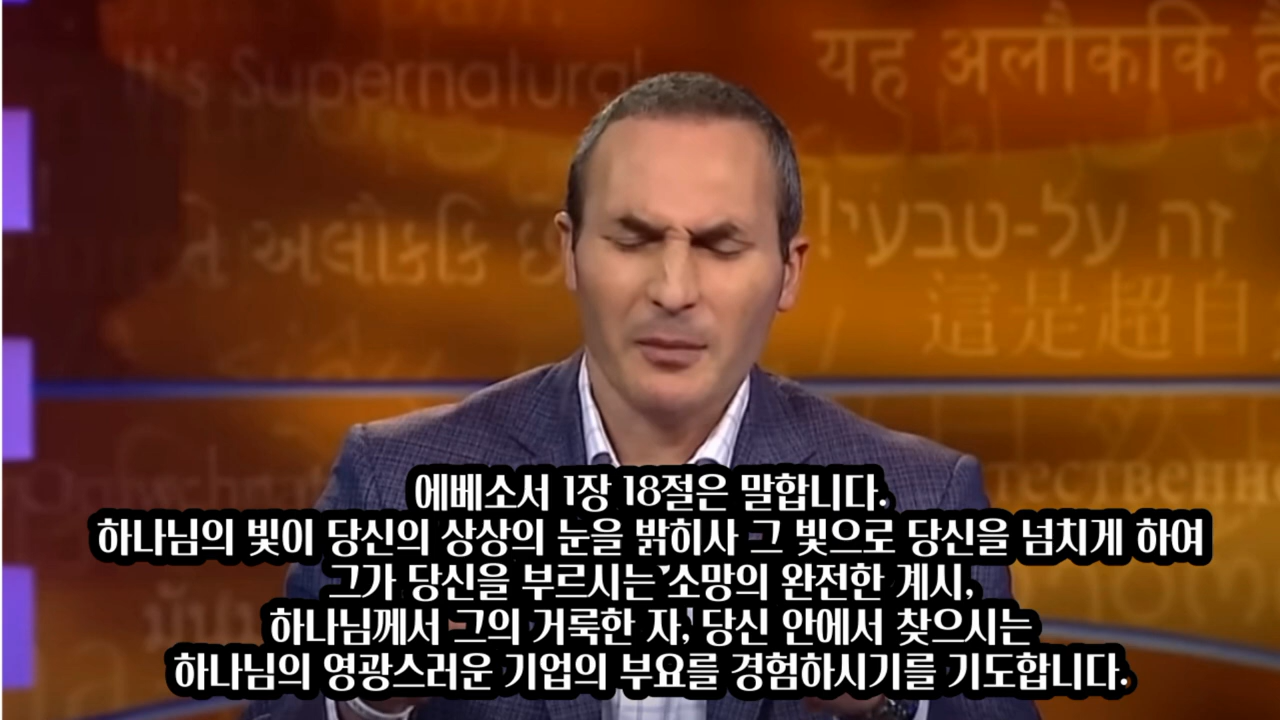 It's Supernatural
यह अलौकिक है
זה על-טבעי!
這是超自
에베소서 1장 18절은 말합니다.
하나님의 빛이 당신의 상상의 눈을 밝히사 그 빛으로 당신을 넘치게 하여
그가 당신을 부르시는 소망의 완전한 계시,
하나님께서 그의 거룩한 자, 당신 안에서 찾으시는
하나님의 영광스러운 기업의 부요를 경험하시기를 기도합니다.